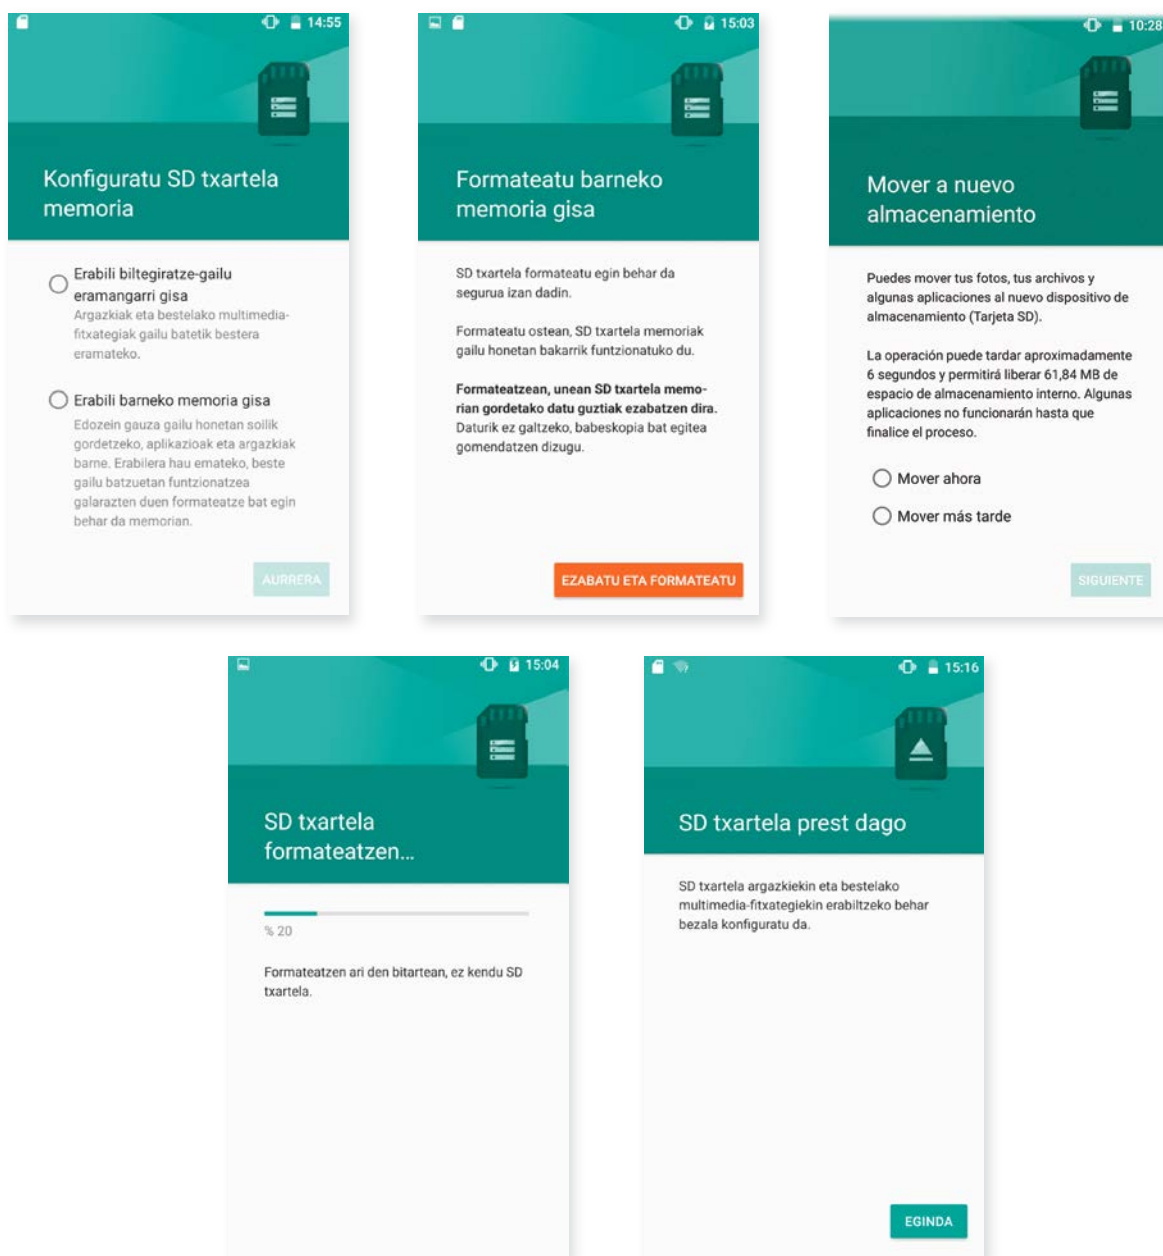 14:55
Konfiguratu SD txartela
memoria
Erabili biltegiratze-gailu
eramangarri gisa
Argazkiak eta bestelako multimedia-
fitxategiak gailu batetik bestera
eramateko.
Erabili barneko memoria gisa
Edozein gauza gailu honetan soilik
gordetzeko, aplikazioak eta argazkiak
barne. Erabilera hau emateko, beste
gailu batzuetan funtzionatzea
galarazten duen formateatze bat egin
behar da memorian.
AURRERA
15:03
Formateatu barneko
memoria gisa
SD txartela formateatu egin behar da
segurua izan dadin.
Formateatu ostean, SD txartela memoriak
gailu honetan bakarrik funtzionatuko du.
Formateatzean, unean SD txartela memo-
rian gordetako datu guztiak ezabatzen dira.
Daturik ez galtzeko, babeskopia bat egitea
gomendatzen dizugu.
EZABATU ETA FORMATEATU
10:28
Mover a nuevo
almacenamiento
Puedes mover tus fotos, tus archivos y
algunas aplicaciones al nuevo dispositivo de
almacenamiento (Tarjeta SD).
La operación puede tardar aproximadamente
6 segundos y permitirá liberar 61,84 MB de
espacio de almacenamiento interno. Algunas
aplicaciones no funcionarán hasta que
finalice el proceso.
Mover ahora
Mover más tarde
SIGUIENTE
15:04
SD txartela
formateatzen...
% 20
Formateatzen ari den bitartean, ez kendu SD
txartela.
15:16
SD txartela prest dago
SD txartela argazkiekin eta bestelako
multimedia-fitxategiekin erabiltzeko behar
bezala konfiguratu da.
EGINDA